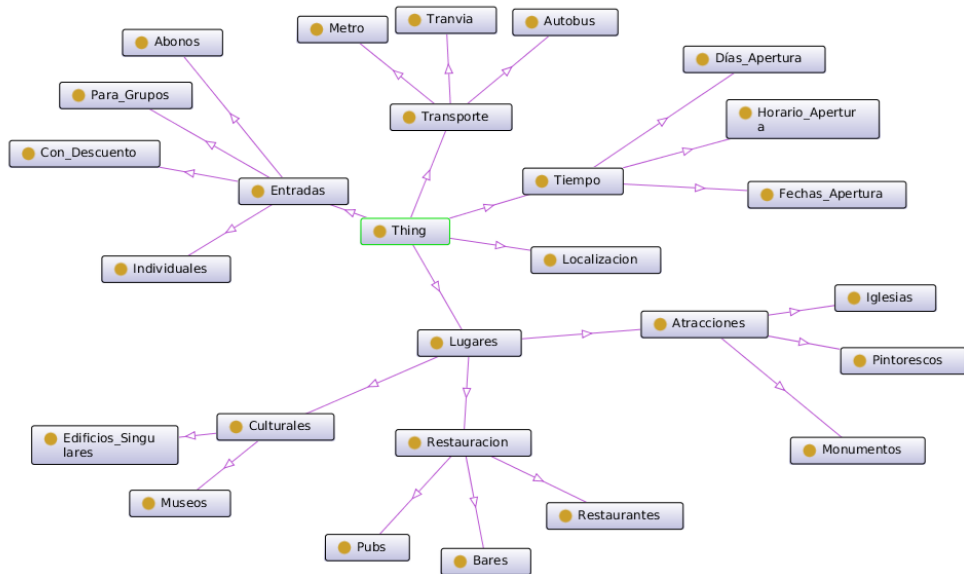 Tranvia
Metro
Autobus
Abonos
Días_Apertura
Para_Grupos
Horario_Apertur
a
Transporte
Con_Descuento
Tiempo
Entradas
Fechas_Apertura
Thing
Localizacion
Individuales
Iglesias
Atracciones
Lugares
Pintorescos
Culturales
Edificios_Singu
lares
Restauracion
Monumentos
Museos
Restaurantes
Pubs
Bares